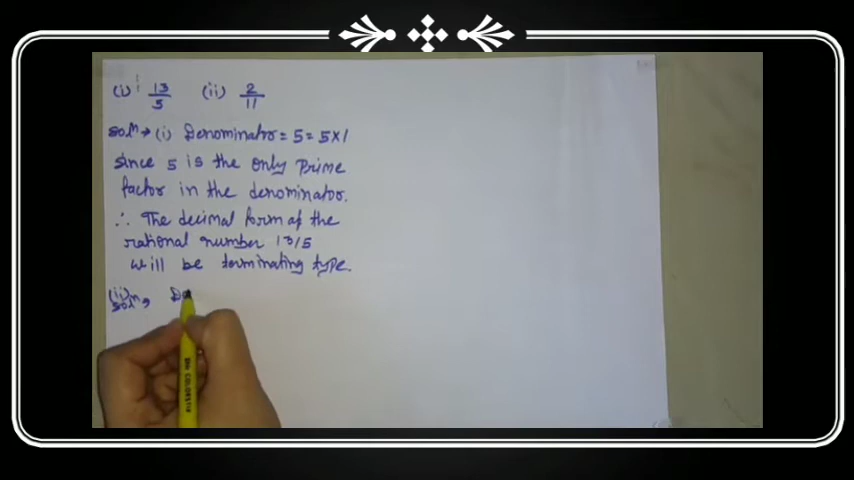 (i) 13/5 (ii) 2/11
soln → (i) Denominator = 5 = 5×1
since 5 is the only Prime
factor in the denominator.
∴ The decimal form of the
rational number 13/5
will be terminating type.
(ii)
soln → De